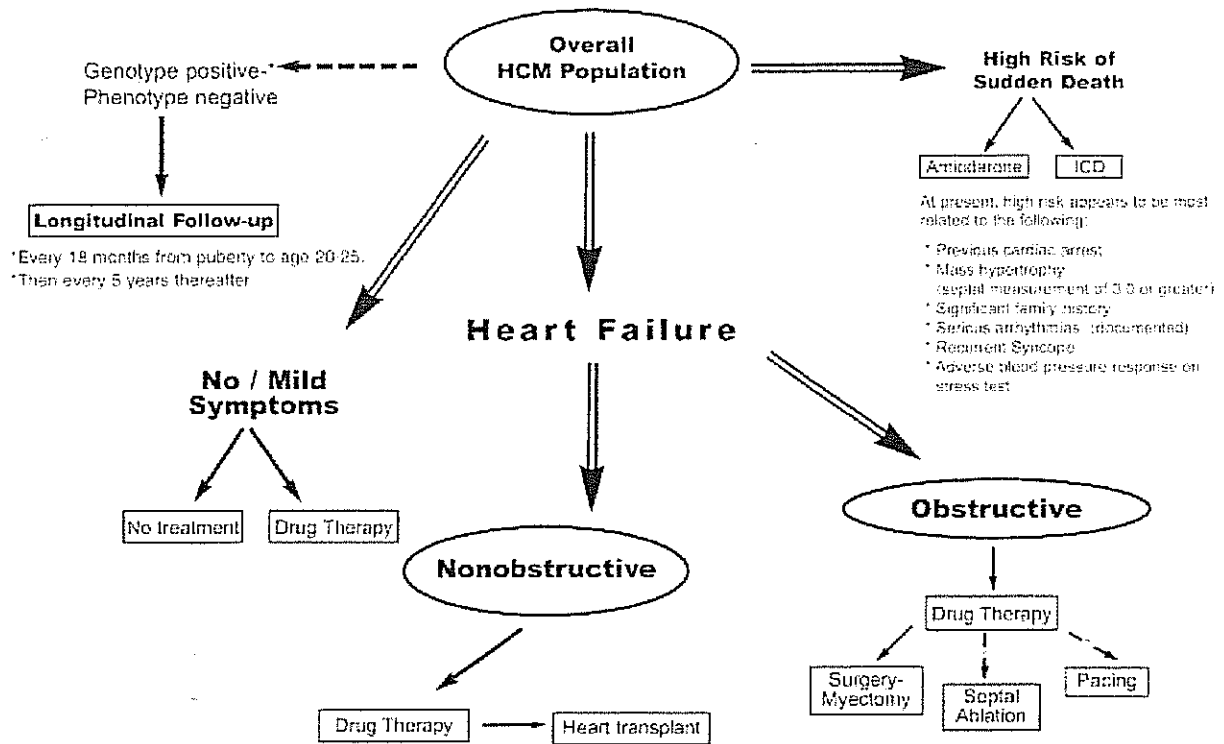 Overall
HCM Population
Genotype positive-
Phenotype negative
Longitudinal Follow-up
*Every 18 months from puberty to age 20-25.
*Then every 5 years thereafter
High Risk of
Sudden Death
Amiodarone
ICD
At present, high risk appears to be most
related to the following:
* Previous cardiac arrest
* Mass hypertrophy
(septal measurement of 3.0 or greater)
* Significant family history
* Serious arrhythmias (documented)
* Recurrent Syncope
* Adverse blood pressure response on
stress test
Heart Failure
No / Mild
Symptoms
No treatment
Drug Therapy
Nonobstructive
Drug Therapy
Heart transplant
Obstructive
Drug Therapy
Surgery-
Myectomy
Septal
Ablation
Pacing